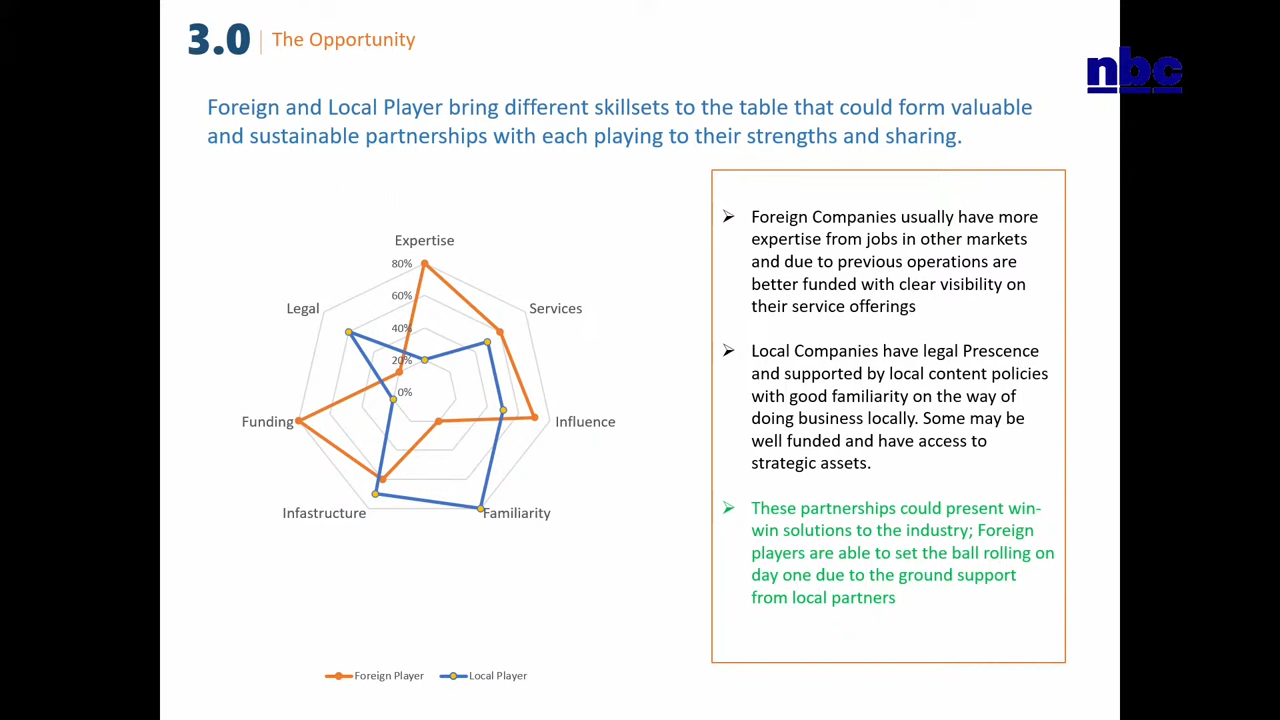 3.0 The Opportunity
nbc
Foreign and Local Player bring different skillsets to the table that could form valuable
and sustainable partnerships with each playing to their strengths and sharing.
Expertise
80%
60%
40%
20%
0%
Services
Influence
Familiarity
Infastructure
Funding
Legal
Foreign Player
Local Player
➢ Foreign Companies usually have more
expertise from jobs in other markets
and due to previous operations are
better funded with clear visibility on
their service offerings
➢ Local Companies have legal Prescence
and supported by local content policies
with good familiarity on the way of
doing business locally. Some may be
well funded and have access to
strategic assets.
➢ These partnerships could present win-
win solutions to the industry; Foreign
players are able to set the ball rolling on
day one due to the ground support
from local partners